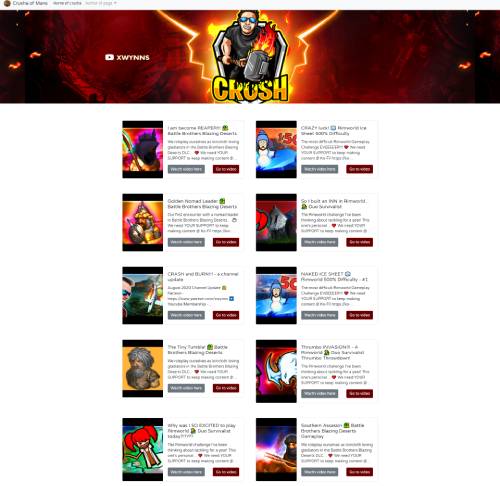 Crusha of Mens Home of crusha Author of page
XWYNNS
CRUSH
I am become REAPER!!!
Battle Brothers Blazing Deserts
We roleplay ourselves as kinrichith loving
gladiators in the Battle Brothers Blazing
Deserts DLC. : We need YOUR
SUPPORT to keep making content @ ...
Watch video here Go to video
CRAZY luck! Rimworld Ice
Sheet 500% Difficulty
The most difficult Rimworld Gameplay
Challenge EVEEEEER!!! We need
YOUR SUPPORT to keep making
content @ Ko-Fi! https://ko-
Watch video here Go to video
Golden Nomad Leader
Battle Brothers Blazing Deserts
Our first encounter with a nomad leader
in Battle Brothers Blazing Deserts.
We need YOUR SUPPORT to keep
making content @ Ko-Fi! https://ko-
Watch video here Go to video
So I built an INN in Rimworld...
Duo Survivalist
The Rimworld challenge I've been
thinking about tackling for a year! This
one's personal... : We need YOUR
SUPPORT to keep making content @ ...
Watch video here Go to video
CRASH and BURN!!! - a channel
update
August 2020 Channel Update
Patreon -
Youtube Membership -
Watch video here Go to video
NAKED ICE SHEET
Rimworld 500% Difficulty - #1
The most difficult Rimworld Gameplay
Challenge EVEEEEER!!! We need
YOUR SUPPORT to keep making
content @ Ko-Fi! https://ko-
Watch video here Go to video
The Tiny Tumbler! Battle
Brothers Blazing Deserts
We roleplay ourselves as kinrichith loving
gladiators in the Battle Brothers Blazing
Deserts DLC. : We need YOUR
SUPPORT to keep making content @ ...
Watch video here Go to video
Thrumbo INVASION!!! - A
Rimworld Duo Survivalist
Thrumbo Throwdown!
The Rimworld challenge I've been
thinking about tackling for a year! This
one's personal... : We need YOUR
SUPPORT to keep making content @ ...
Watch video here Go to video
Why was I SO EXCITED to play
Rimworld Duo Survivalist
today?!?!??
The Rimworld challenge I've been
thinking about tackling for a year! This
one's personal... : We need YOUR
SUPPORT to keep making content @ ...
Watch video here Go to video
Southern Assassin Battle
Brothers Blazing Deserts
Gameplay
We roleplay ourselves as kinrichith loving
gladiators in the Battle Brothers Blazing
Deserts DLC. : We need YOUR
SUPPORT to keep making content @ ...
Watch video here Go to video